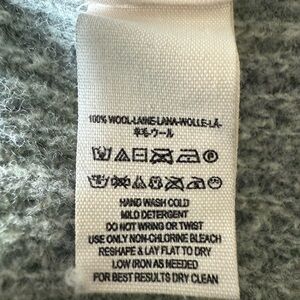 100% WOOL-LAINE-LANA-WOLLE-LÃ-
羊毛-ウール
HAND WASH COLD
MILD DETERGENT
DO NOT WRING OR TWIST
USE ONLY NON-CHLORINE BLEACH
RESHAPE & LAY FLAT TO DRY
LOW IRON AS NEEDED
FOR BEST RESULTS DRY CLEAN